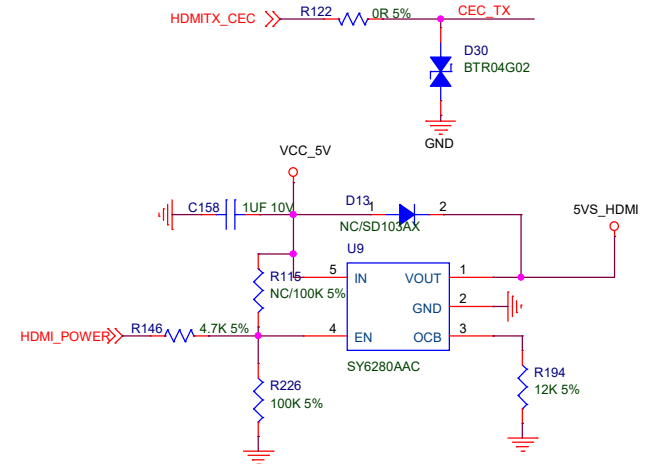 HDMITX_CEC
R122
0R 5%
CEC_TX
D30
BTR04G02
GND
VCC_5V
C158
1UF 10V
D13
1
2
NC/SD103AX
5VS_HDMI
U9
R115
NC/100K 5%
5
IN
VOUT
1
GND
2
HDMI_POWER
R146
4.7K 5%
4
EN
OCB
3
SY6280AAC
R226
100K 5%
R194
12K 5%